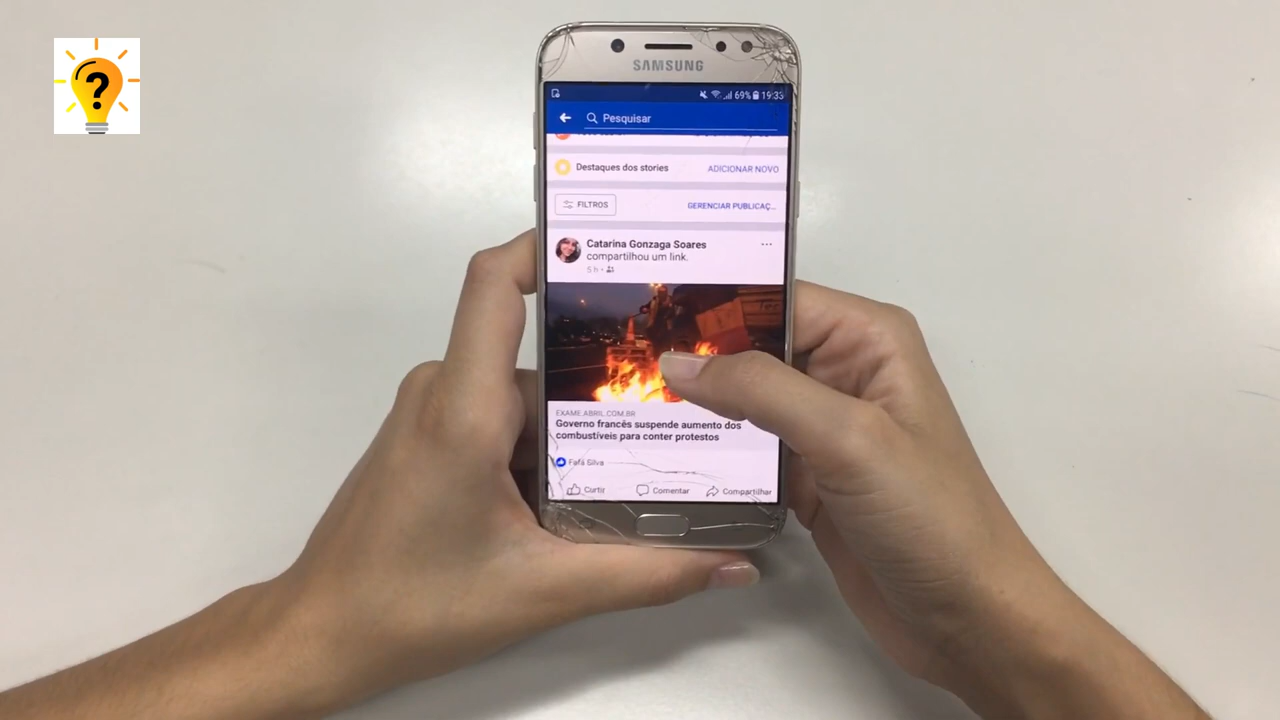 ?
SAMSUNG
69% 19:33
Pesquisar
Destaques dos stories
ADICIONAR NOVO
FILTROS
GERENCIAR PUBLICAÇ...
Catarina Gonzaga Soares
compartilhou um link.
5 h
EXAME.ABRIL.COM.BR
Governo francês suspende aumento dos
combustíveis para conter protestos
Fafá Silva
Curtir
Comentar
Compartilhar